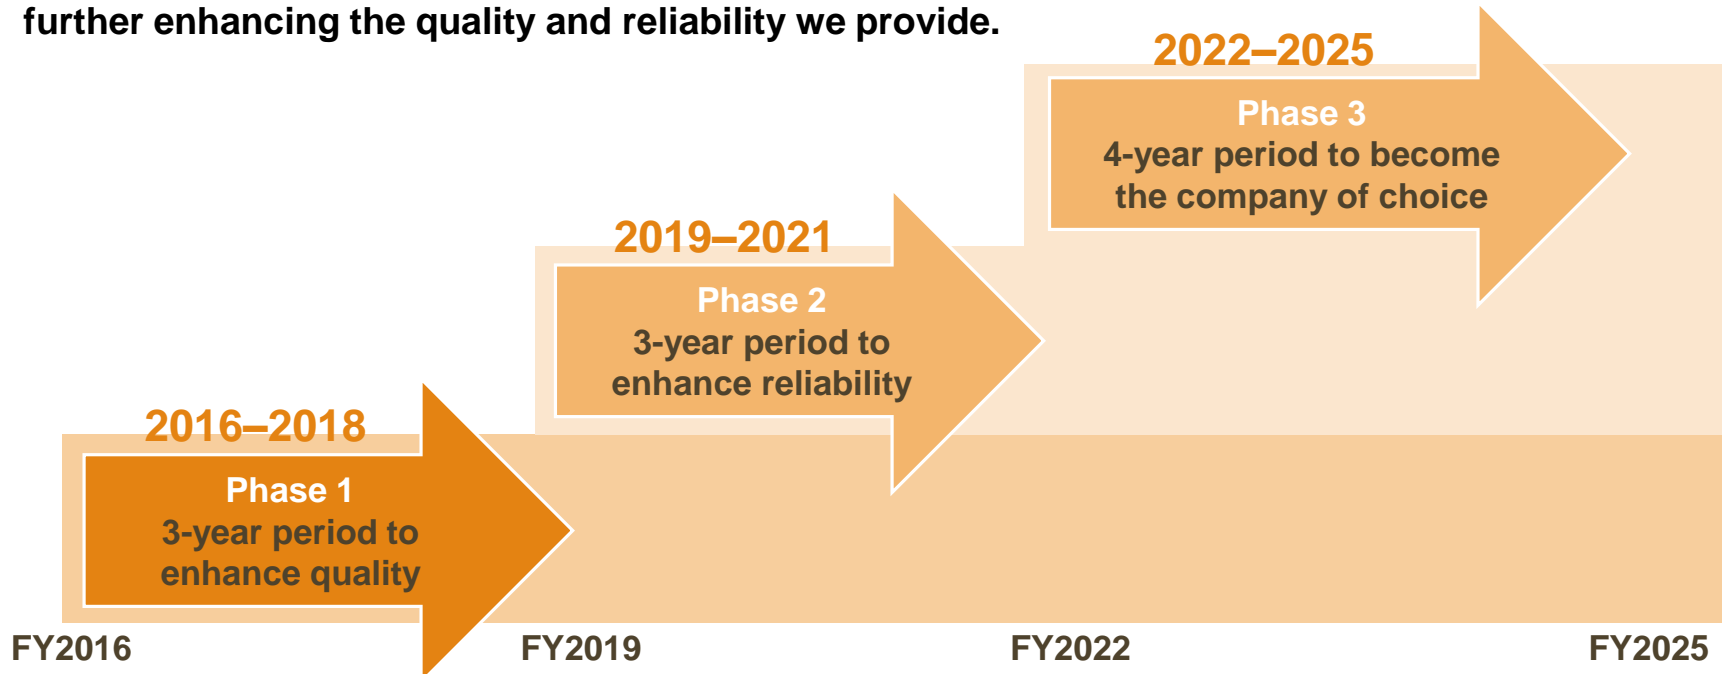 further enhancing the quality and reliability we provide.
2022–2025
Phase 3
4-year period to become
the company of choice
2019–2021
Phase 2
3-year period to
enhance reliability
2016–2018
Phase 1
3-year period to
enhance quality
FY2016
FY2019
FY2022
FY2025